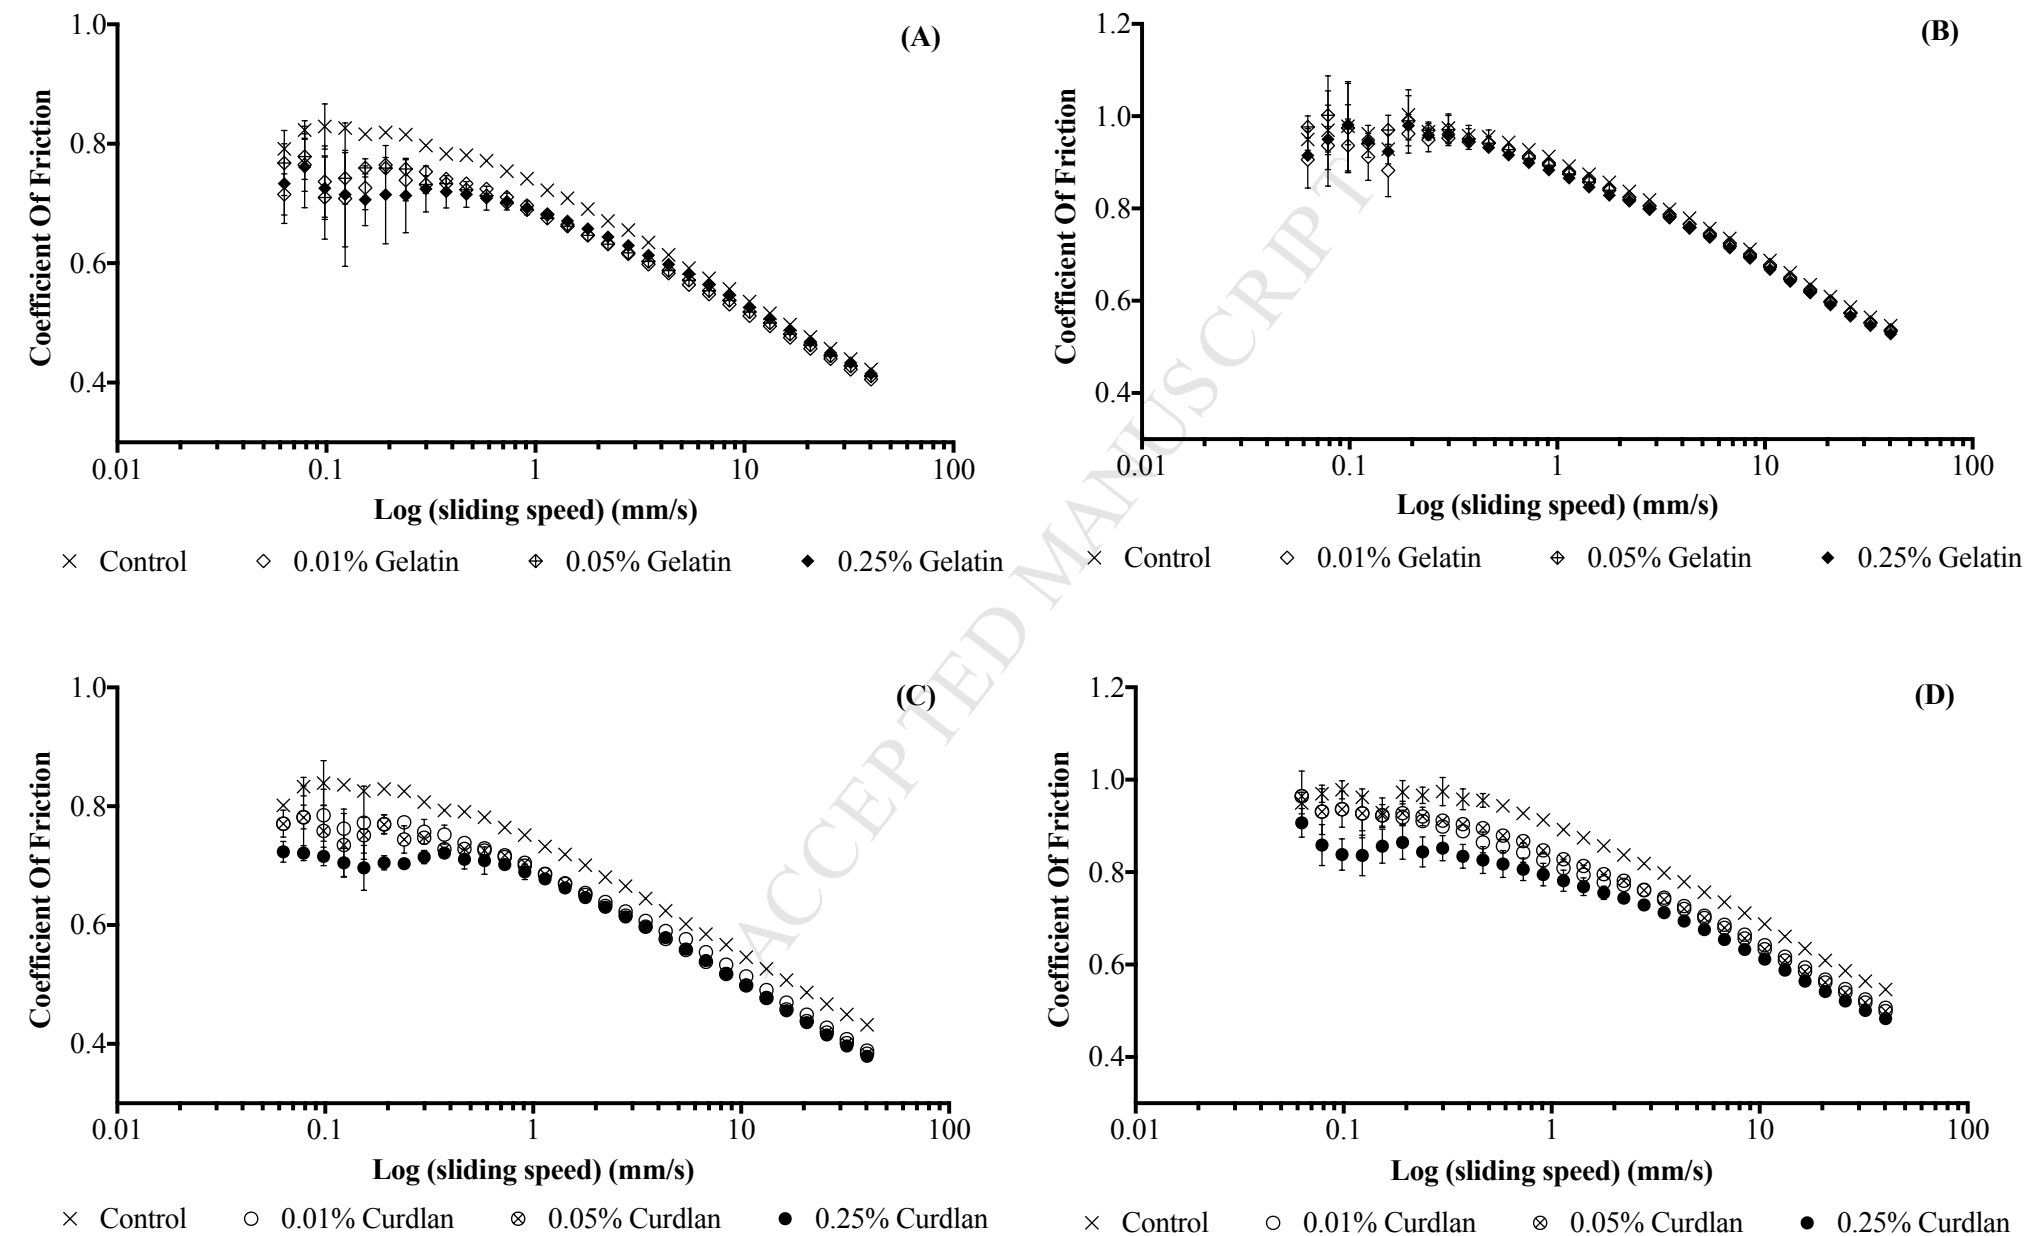 (A)
1.0
0.8
0.6
0.4
Coefficient Of Friction
0.01 0.1 1 10 100
Log (sliding speed) (mm/s)
× Control ◇ 0.01% Gelatin 0.05% Gelatin ◆ 0.25% Gelatin
(B)
1.2
1.0
0.8
0.6
0.4
Coefficient Of Friction
0.01 0.1 1 10 100
Log (sliding speed) (mm/s)
× Control ◇ 0.01% Gelatin 0.05% Gelatin ◆ 0.25% Gelatin
ACCEPTED MANUSCRIPT
(C)
1.0
0.8
0.6
0.4
Coefficient Of Friction
0.01 0.1 1 10 100
Log (sliding speed) (mm/s)
× Control ○ 0.01% Curdlan ⊗ 0.05% Curdlan ● 0.25% Curdlan
(D)
1.2
1.0
0.8
0.6
0.4
Coefficient Of Friction
0.01 0.1 1 10 100
Log (sliding speed) (mm/s)
× Control ○ 0.01% Curdlan ⊗ 0.05% Curdlan ● 0.25% Curdlan